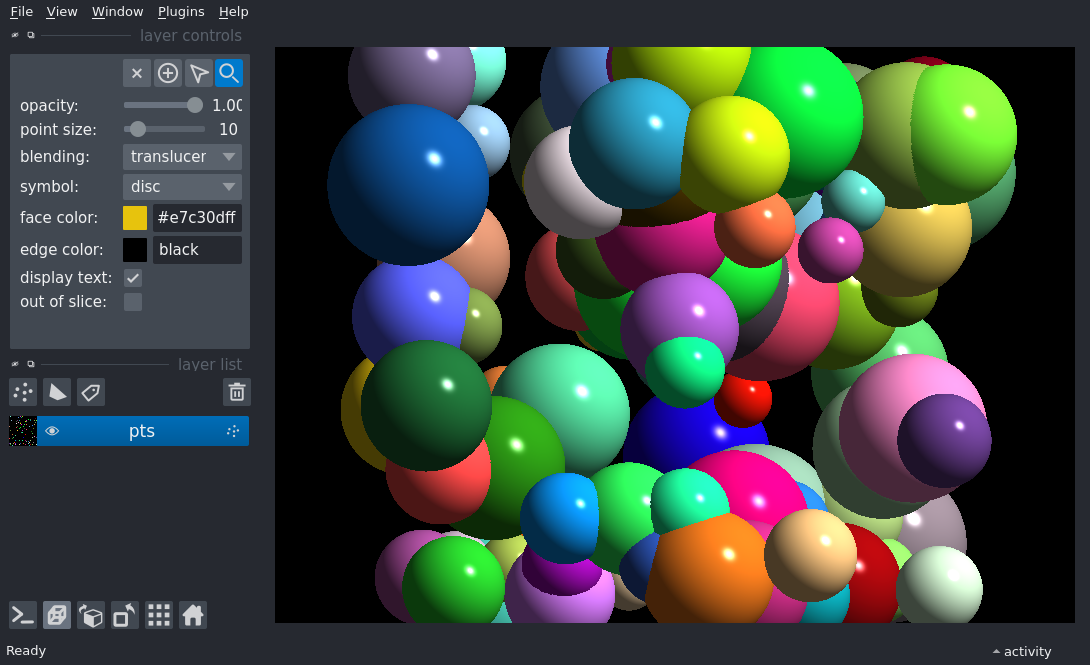 File View Window Plugins Help
layer controls
opacity: 1.00
point size: 10
blending: translucer
symbol: disc
face color: #e7c30dff
edge color: black
display text:
out of slice:
layer list
pts
Ready
activity